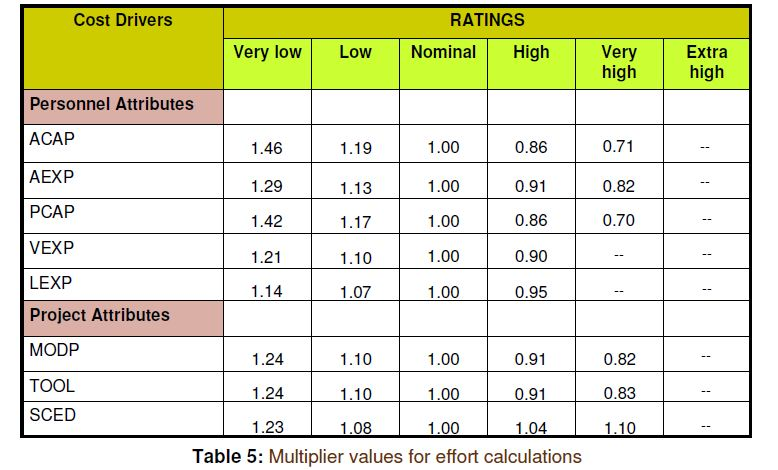 Cost Drivers RATINGS
Very low Low Nominal High Very high Extra high
Personnel Attributes
ACAP 1.46 1.19 1.00 0.86 0.71 --
AEXP 1.29 1.13 1.00 0.91 0.82 --
PCAP 1.42 1.17 1.00 0.86 0.70 --
VEXP 1.21 1.10 1.00 0.90 -- --
LEXP 1.14 1.07 1.00 0.95 -- --
Project Attributes
MODP 1.24 1.10 1.00 0.91 0.82 --
TOOL 1.24 1.10 1.00 0.91 0.83 --
SCED 1.23 1.08 1.00 1.04 1.10 --
Table 5: Multiplier values for effort calculations